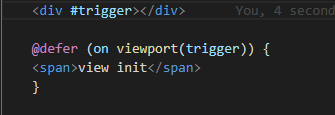 <div #trigger></div> You, 4 second
@defer (on viewport(trigger)) {
<span>view init</span>
}